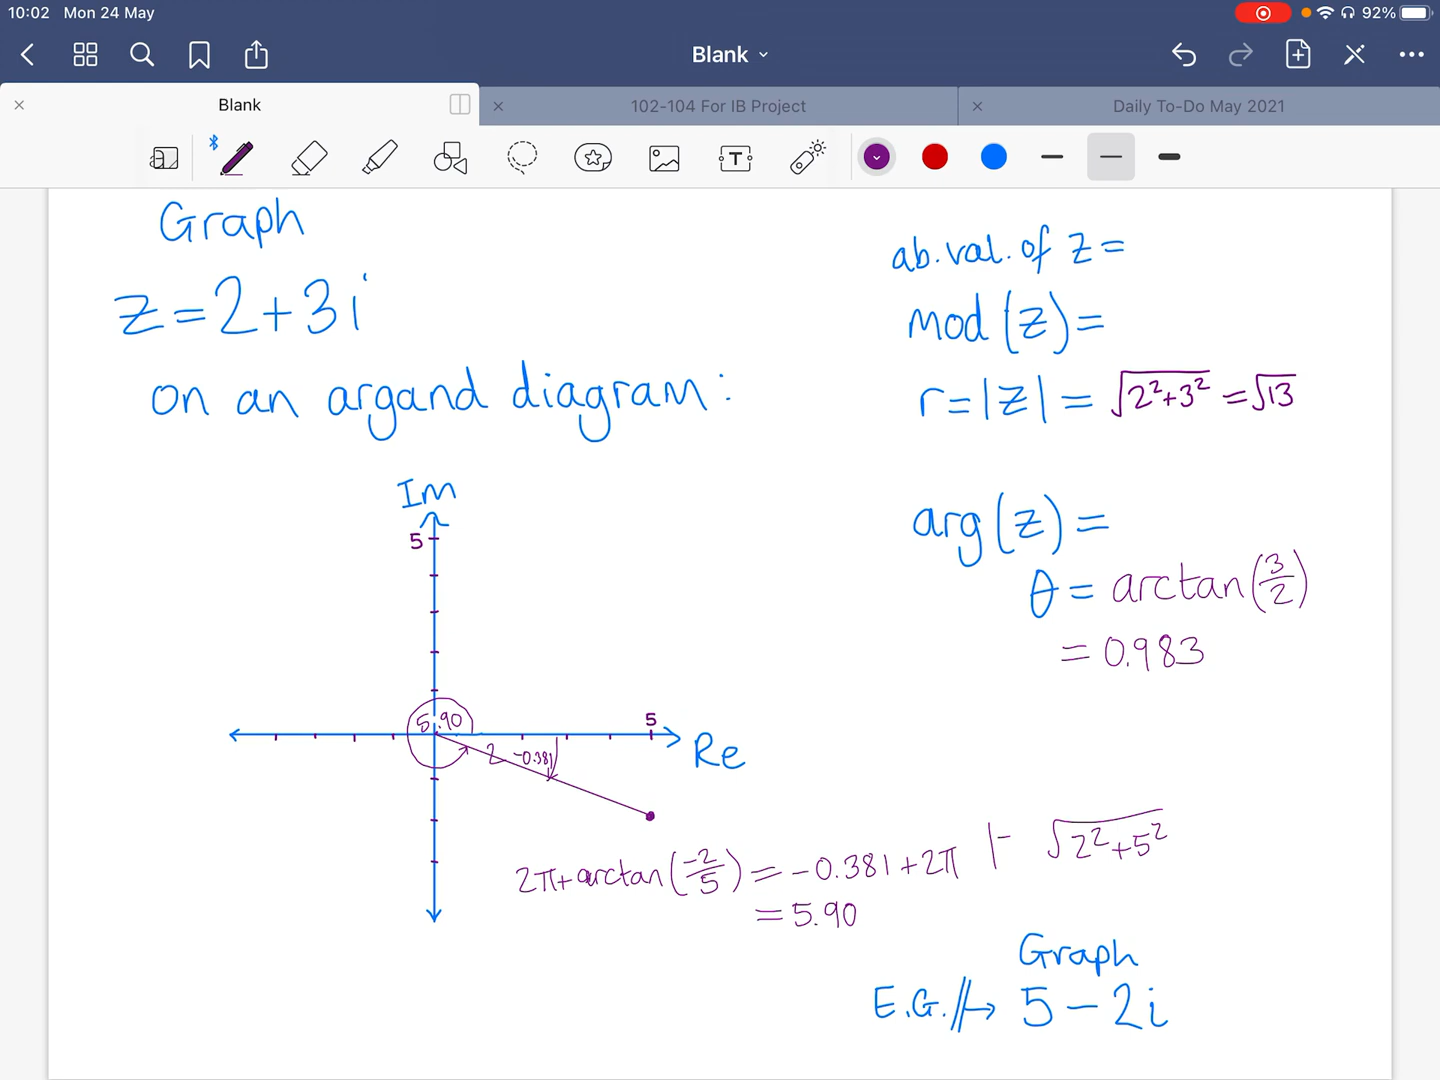 10:02 Mon 24 May
92%
Blank
Blank
102-104 For IB Project
Daily To-Do May 2021
T
Graph
z=2+3i
on an argand diagram:
ab.val. of z=
mod(z)=
r=|z|=√2²+3²=√13
arg(z)=
θ=arctan(3/2)
=0.983
Im
5
5.90
5
Re
-0.381
2π+arctan(-2/5)=-0.381+2π
=5.90
√2²+5²
Graph
E.G.//→ 5-2i